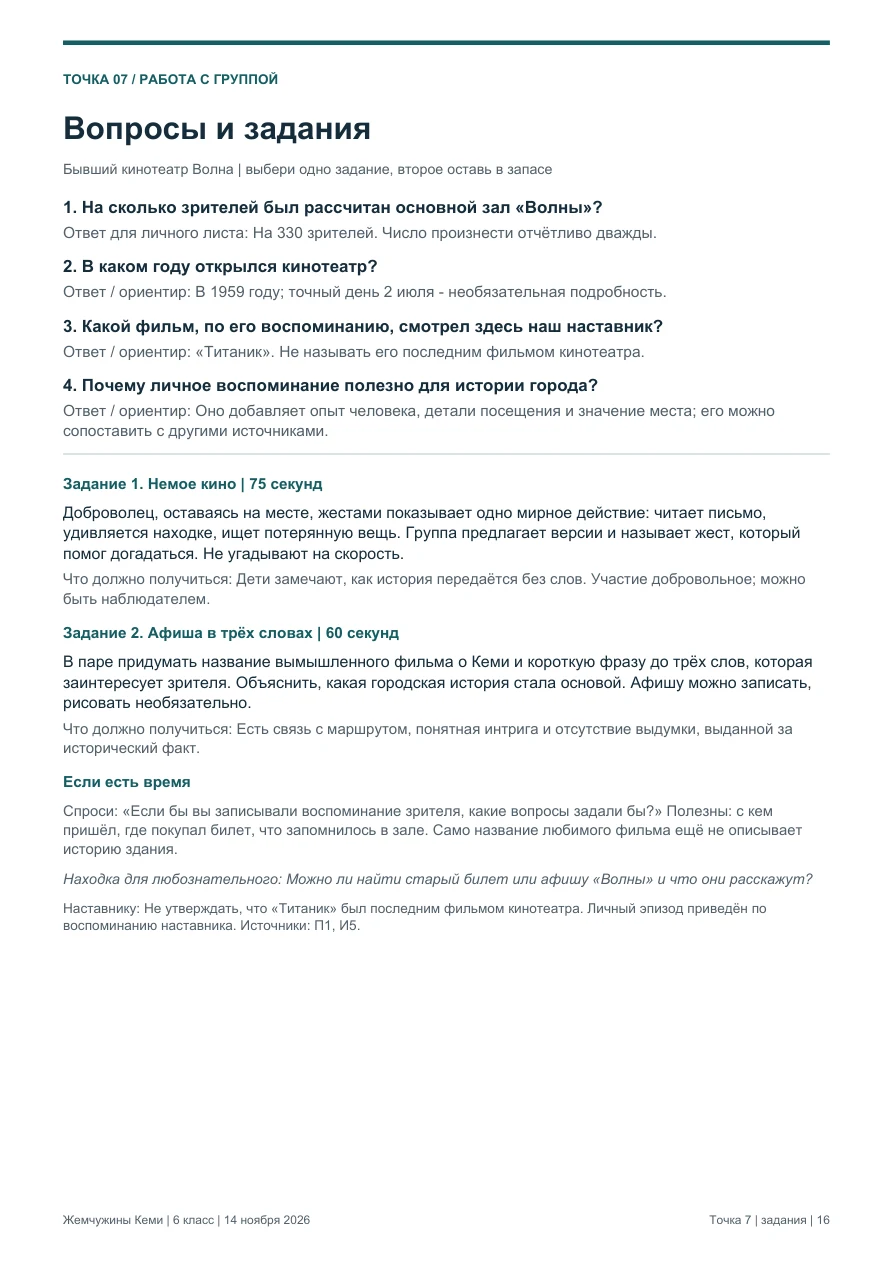 ТОЧКА 07 / РАБОТА С ГРУППОЙ
Вопросы и задания
Бывший кинотеатр Волна | выбери одно задание, второе оставь в запасе
1. На сколько зрителей был рассчитан основной зал «Волны»?
Ответ для личного листа: На 330 зрителей. Число произнести отчётливо дважды.
2. В каком году открылся кинотеатр?
Ответ / ориентир: В 1959 году; точный день 2 июля - необязательная подробность.
3. Какой фильм, по его воспоминанию, смотрел здесь наш наставник?
Ответ / ориентир: «Титаник». Не называть его последним фильмом кинотеатра.
4. Почему личное воспоминание полезно для истории города?
Ответ / ориентир: Оно добавляет опыт человека, детали посещения и значение места; его можно
сопоставить с другими источниками.
Задание 1. Немое кино | 75 секунд
Доброволец, оставаясь на месте, жестами показывает одно мирное действие: читает письмо,
удивляется находке, ищет потерянную вещь. Группа предлагает версии и называет жест, который
помог догадаться. Не угадывают на скорость.
Что должно получиться: Дети замечают, как история передаётся без слов. Участие добровольное; можно
быть наблюдателем.
Задание 2. Афиша в трёх словах | 60 секунд
В паре придумать название вымышленного фильма о Кеми и короткую фразу до трёх слов, которая
заинтересует зрителя. Объяснить, какая городская история стала основой. Афишу можно записать,
рисовать необязательно.
Что должно получиться: Есть связь с маршрутом, понятная интрига и отсутствие выдумки, выданной за
исторический факт.
Если есть время
Спроси: «Если бы вы записывали воспоминание зрителя, какие вопросы задали бы?» Полезны: с кем
пришёл, где покупал билет, что запомнилось в зале. Само название любимого фильма ещё не описывает
историю здания.
Находка для любознательного: Можно ли найти старый билет или афишу «Волны» и что они расскажут?
Наставнику: Не утверждать, что «Титаник» был последним фильмом кинотеатра. Личный эпизод приведён по
воспоминанию наставника. Источники: П1, И5.
Жемчужины Кеми | 6 класс | 14 ноября 2026
Точка 7 | задания | 16